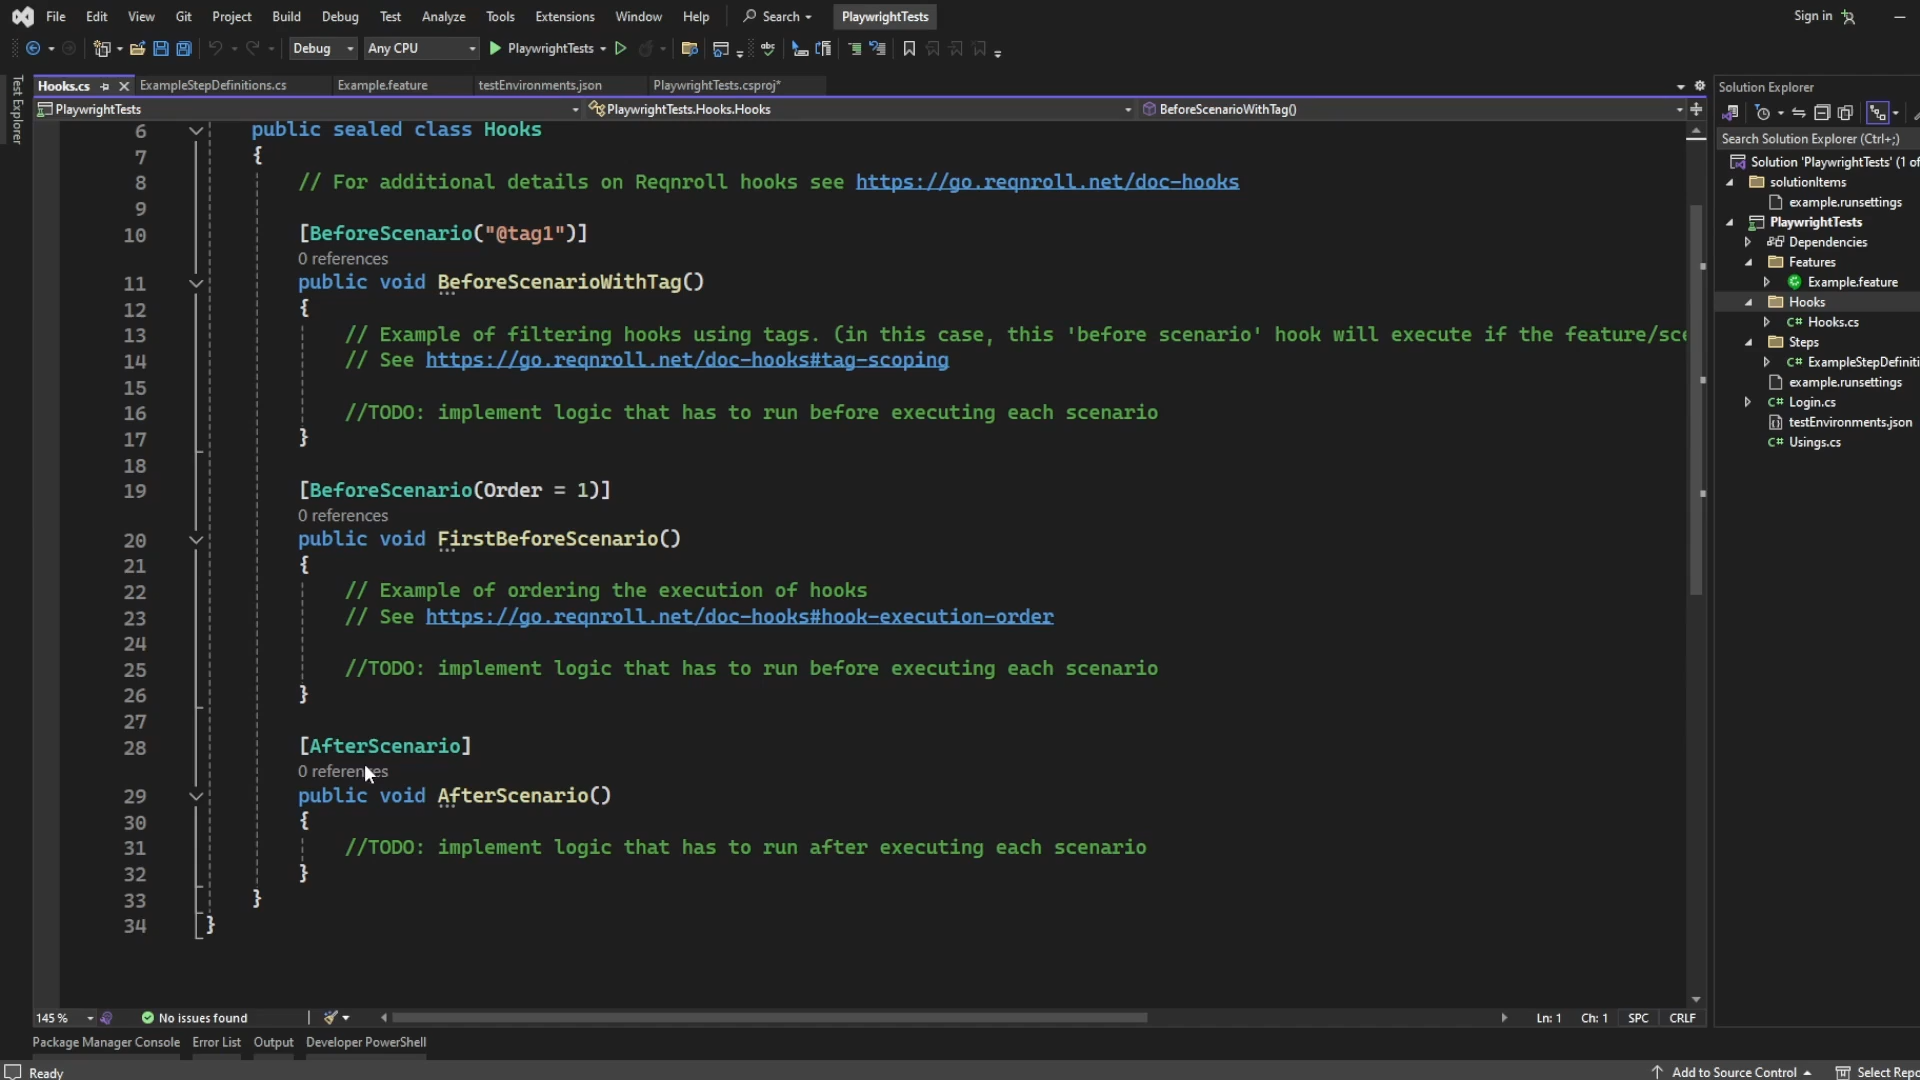 File Edit View Git Project Build Debug Test Analyze Tools Extensions Window Help Search PlaywrightTests Sign in
Debug Any CPU PlaywrightTests
Test Explorer
Hooks.cs ExampleStepDefinitions.cs Example.feature testEnvironments.json PlaywrightTests.csproj*
PlaywrightTests PlaywrightTests.Hooks.Hooks BeforeScenarioWithTag()
6 public sealed class Hooks
7 {
8 // For additional details on Reqnroll hooks see https://go.reqnroll.net/doc-hooks
9
10 [BeforeScenario("@tag1")]
0 references
11 public void BeforeScenarioWithTag()
12 {
13 // Example of filtering hooks using tags. (in this case, this 'before scenario' hook will execute if the feature/sce
14 // See https://go.reqnroll.net/doc-hooks#tag-scoping
15
16 //TODO: implement logic that has to run before executing each scenario
17 }
18
19 [BeforeScenario(Order = 1)]
0 references
20 public void FirstBeforeScenario()
21 {
22 // Example of ordering the execution of hooks
23 // See https://go.reqnroll.net/doc-hooks#hook-execution-order
24
25 //TODO: implement logic that has to run before executing each scenario
26 }
27
28 [AfterScenario]
0 references
29 public void AfterScenario()
30 {
31 //TODO: implement logic that has to run after executing each scenario
32 }
33 }
34 }
145 % No issues found Ln: 1 Ch: 1 SPC CRLF
Solution Explorer
Search Solution Explorer (Ctrl+;)
Solution 'PlaywrightTests' (1 of
solutionItems
example.runsettings
PlaywrightTests
Dependencies
Features
Example.feature
Hooks
C# Hooks.cs
Steps
C# ExampleStepDefiniti
example.runsettings
C# Login.cs
testEnvironments.json
C# Usings.cs
Package Manager Console Error List Output Developer PowerShell
Ready Add to Source Control Select Repo